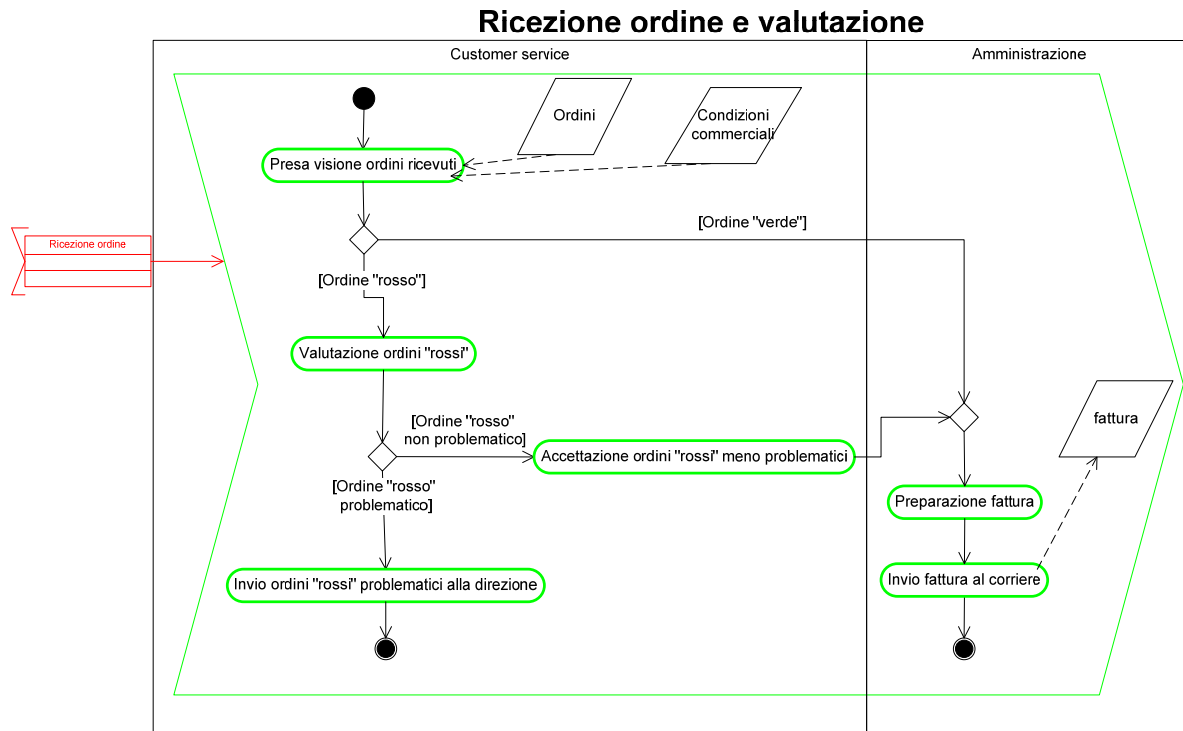 Ricezione ordine e valutazione
Customer service
Amministrazione
Ordini
Condizioni
commerciali
Presa visione ordini ricevuti
[Ordine "verde"]
Ricezione ordine
[Ordine "rosso"]
Valutazione ordini "rossi"
[Ordine "rosso"
non problematico]
fattura
Accettazione ordini "rossi" meno problematici
[Ordine "rosso"
problematico]
Preparazione fattura
Invio ordini "rossi" problematici alla direzione
Invio fattura al corriere